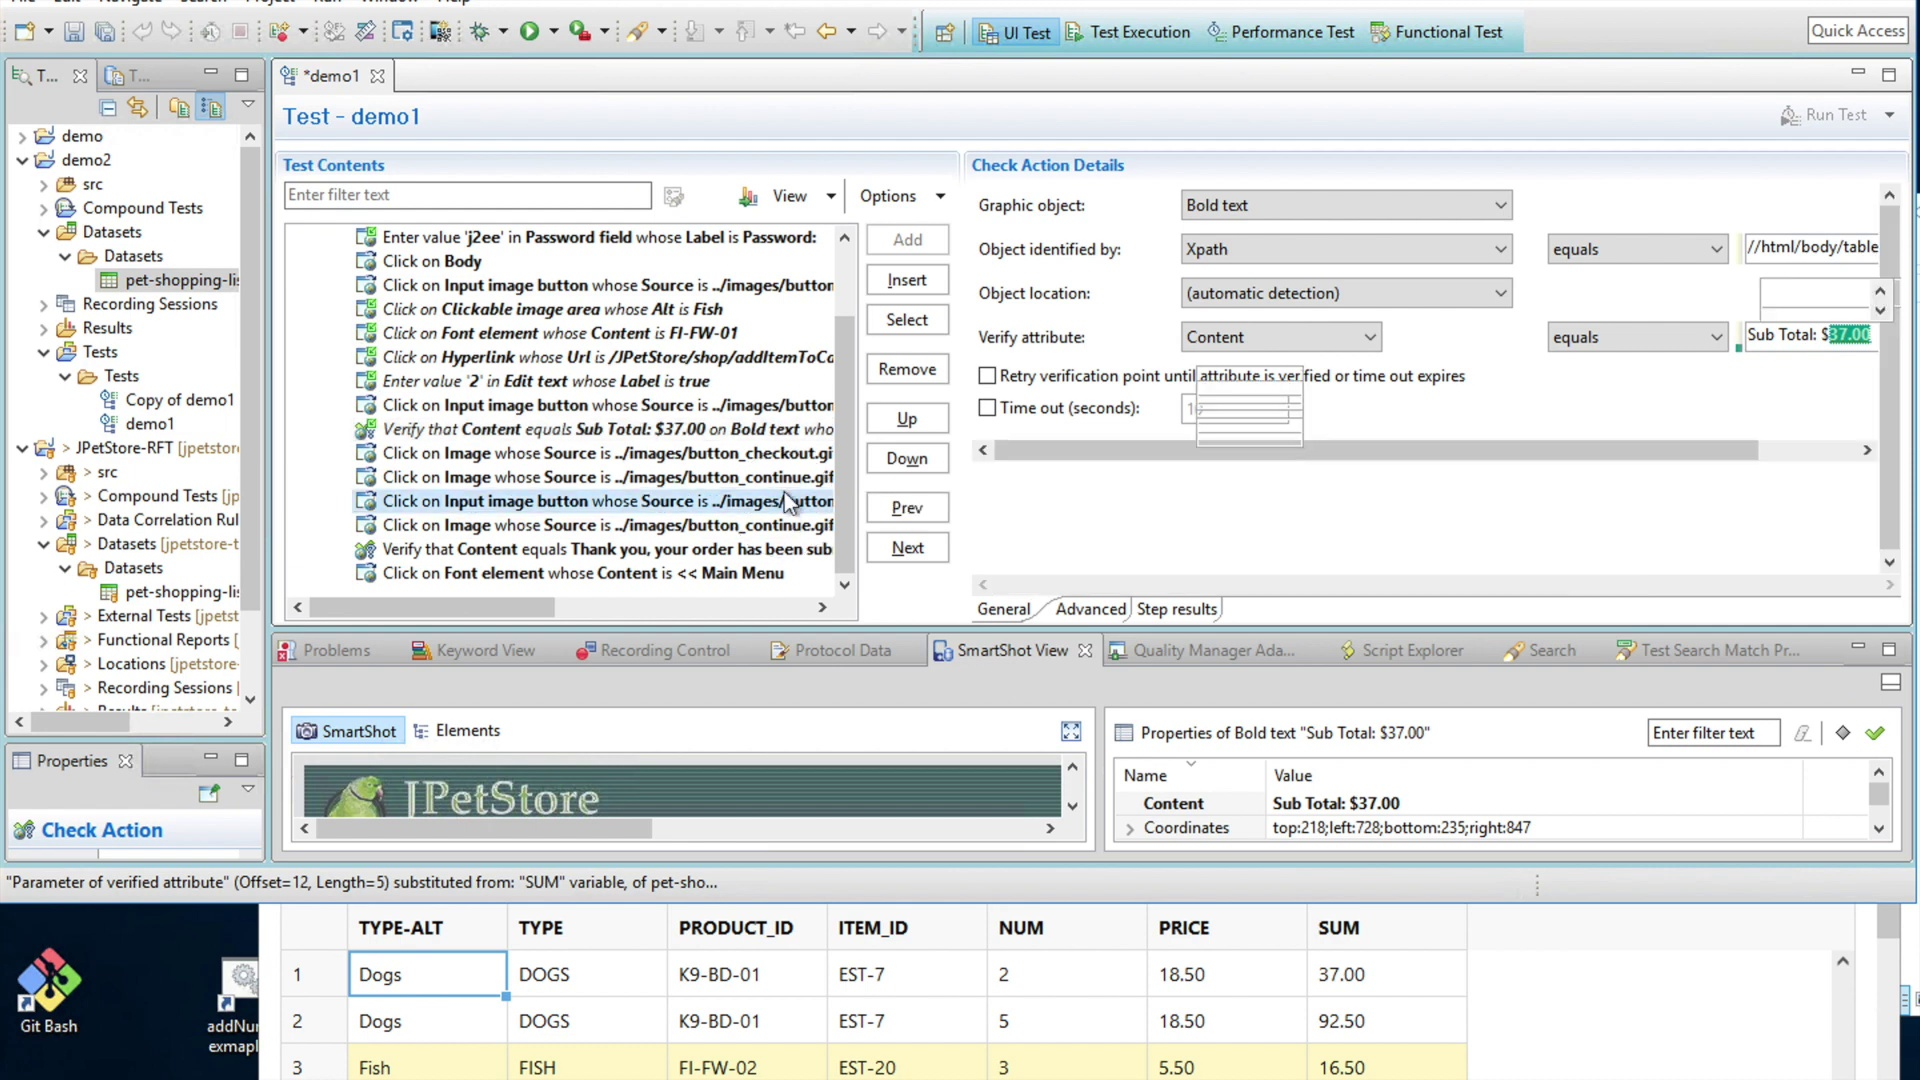 UI Test
Test Execution
Performance Test
Functional Test
Quick Access
T...
T...
*demo1
demo
demo2
src
Compound Tests
Datasets
Datasets
pet-shopping-lis
Recording Sessions
Results
Tests
Tests
Copy of demo1
demo1
> JPetStore-RFT [jpetstore
> src
> Compound Tests [jp
> Data Correlation Rul
> Datasets [jpetstore-t
> Datasets
pet-shopping-lis
> External Tests [jpetst
> Functional Reports (
> Locations [jpetstore-
> Recording Sessions
Test - demo1
Run Test
Test Contents
Enter filter text
View
Options
Enter value 'j2ee' in Password field whose Label is Password:
Click on Body
Click on Input image button whose Source is ../images/button
Click on Clickable image area whose Alt is Fish
Click on Font element whose Content is FI-FW-01
Click on Hyperlink whose Url is /JPetStore/shop/addItemToCa
Enter value '2' in Edit text whose Label is true
Click on Input image button whose Source is ../images/button
Verify that Content equals Sub Total: $37.00 on Bold text who
Click on Image whose Source is ../images/button_checkout.gi
Click on Image whose Source is ../images/button_continue.gif
Click on Input image button whose Source is ../images/button
Click on Image whose Source is ../images/button_continue.gif
Verify that Content equals Thank you, your order has been sub
Click on Font element whose Content is << Main Menu
Add
Insert
Select
Remove
Up
Down
Prev
Next
Check Action Details
Graphic object: Bold text
Object identified by: Xpath equals //html/body/table
Object location: (automatic detection)
Verify attribute: Content equals Sub Total: $37.00
Retry verification point until attribute is verified or time out expires
Time out (seconds):
General Advanced Step results
Problems
Keyword View
Recording Control
Protocol Data
SmartShot View
Quality Manager Ada...
Script Explorer
Search
Test Search Match Pr...
SmartShot
Elements
JPetStore
Properties of Bold text "Sub Total: $37.00"
Enter filter text
Name Value
Content Sub Total: $37.00
Coordinates top:218;left:728;bottom:235;right:847
Properties
Check Action
"Parameter of verified attribute" (Offset=12, Length=5) substituted from: "SUM" variable, of pet-sho...
TYPE-ALT TYPE PRODUCT_ID ITEM_ID NUM PRICE SUM
1 Dogs DOGS K9-BD-01 EST-7 2 18.50 37.00
2 Dogs DOGS K9-BD-01 EST-7 5 18.50 92.50
3 Fish FISH FI-FW-02 EST-20 3 5.50 16.50
Git Bash
addNu
exmapl